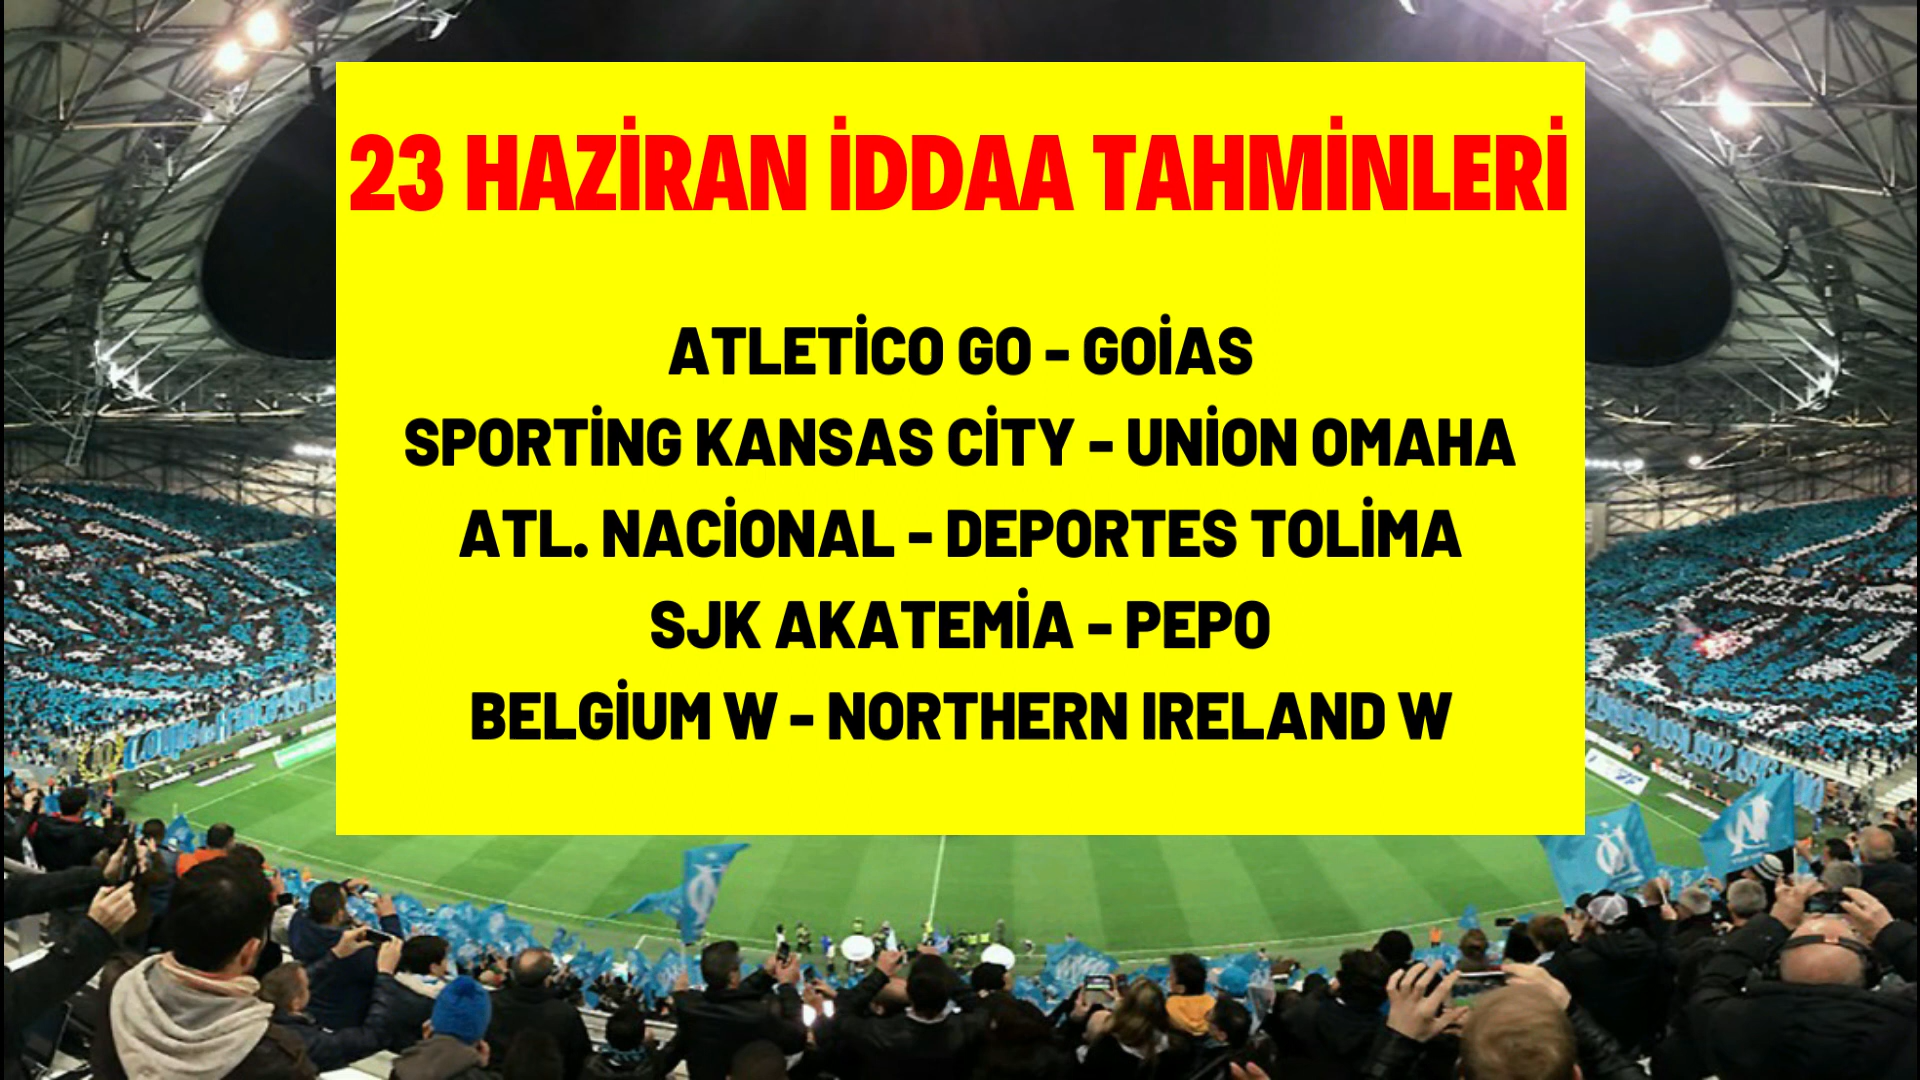 23 HAZİRAN İDDAA TAHMİNLERİ
ATLETİCO GO - GOİAS
SPORTİNG KANSAS CİTY - UNİON OMAHA
ATL. NACİONAL - DEPORTES TOLİMA
SJK AKATEMİA - PEPO
BELGİUM W - NORTHERN IRELAND W